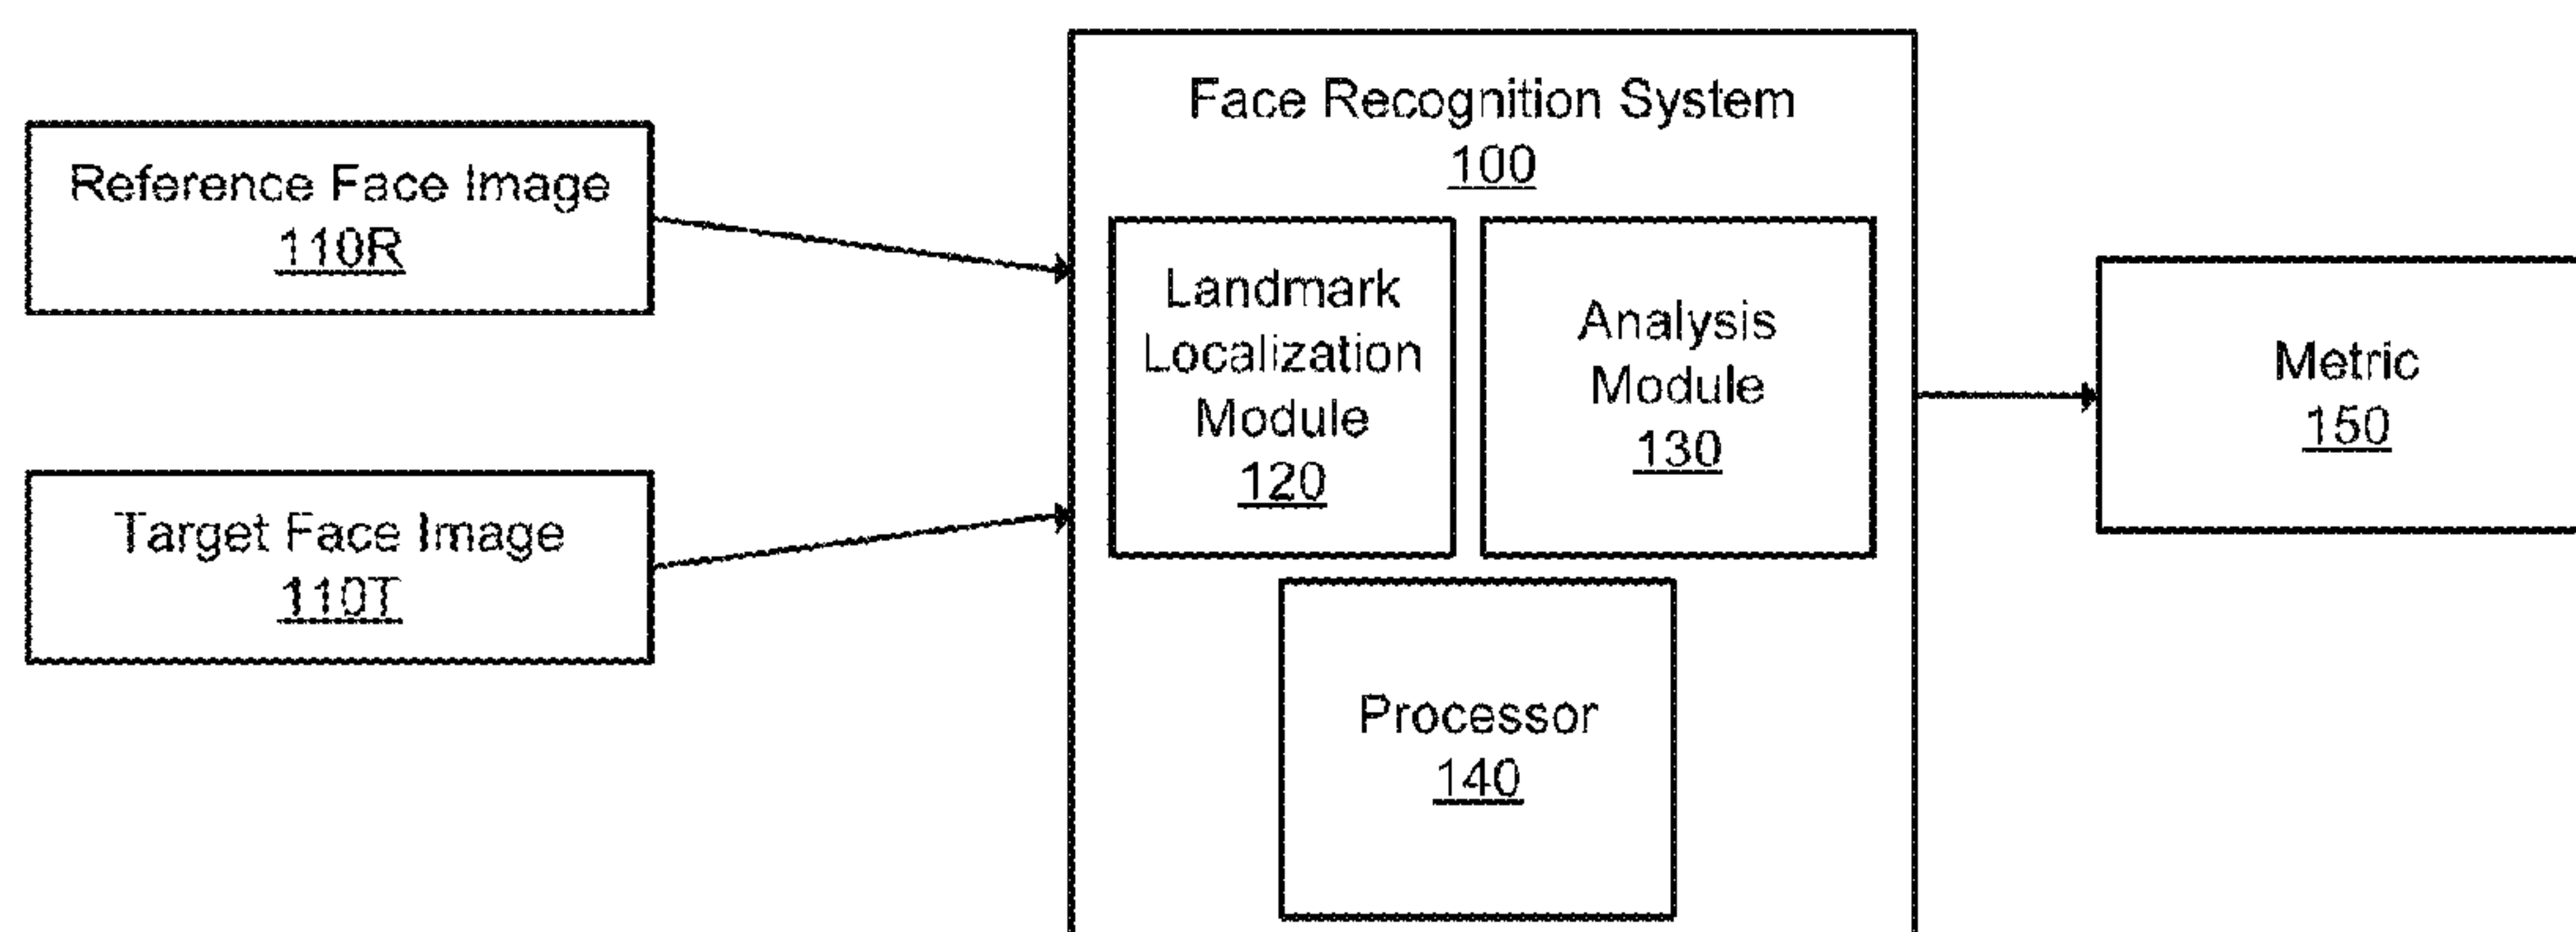 Face Recognition System
100
Reference Face Image
110R
Landmark
Localization
Module
120
Analysis
Module
130
Metric
150
Target Face Image
110T
Processor
140